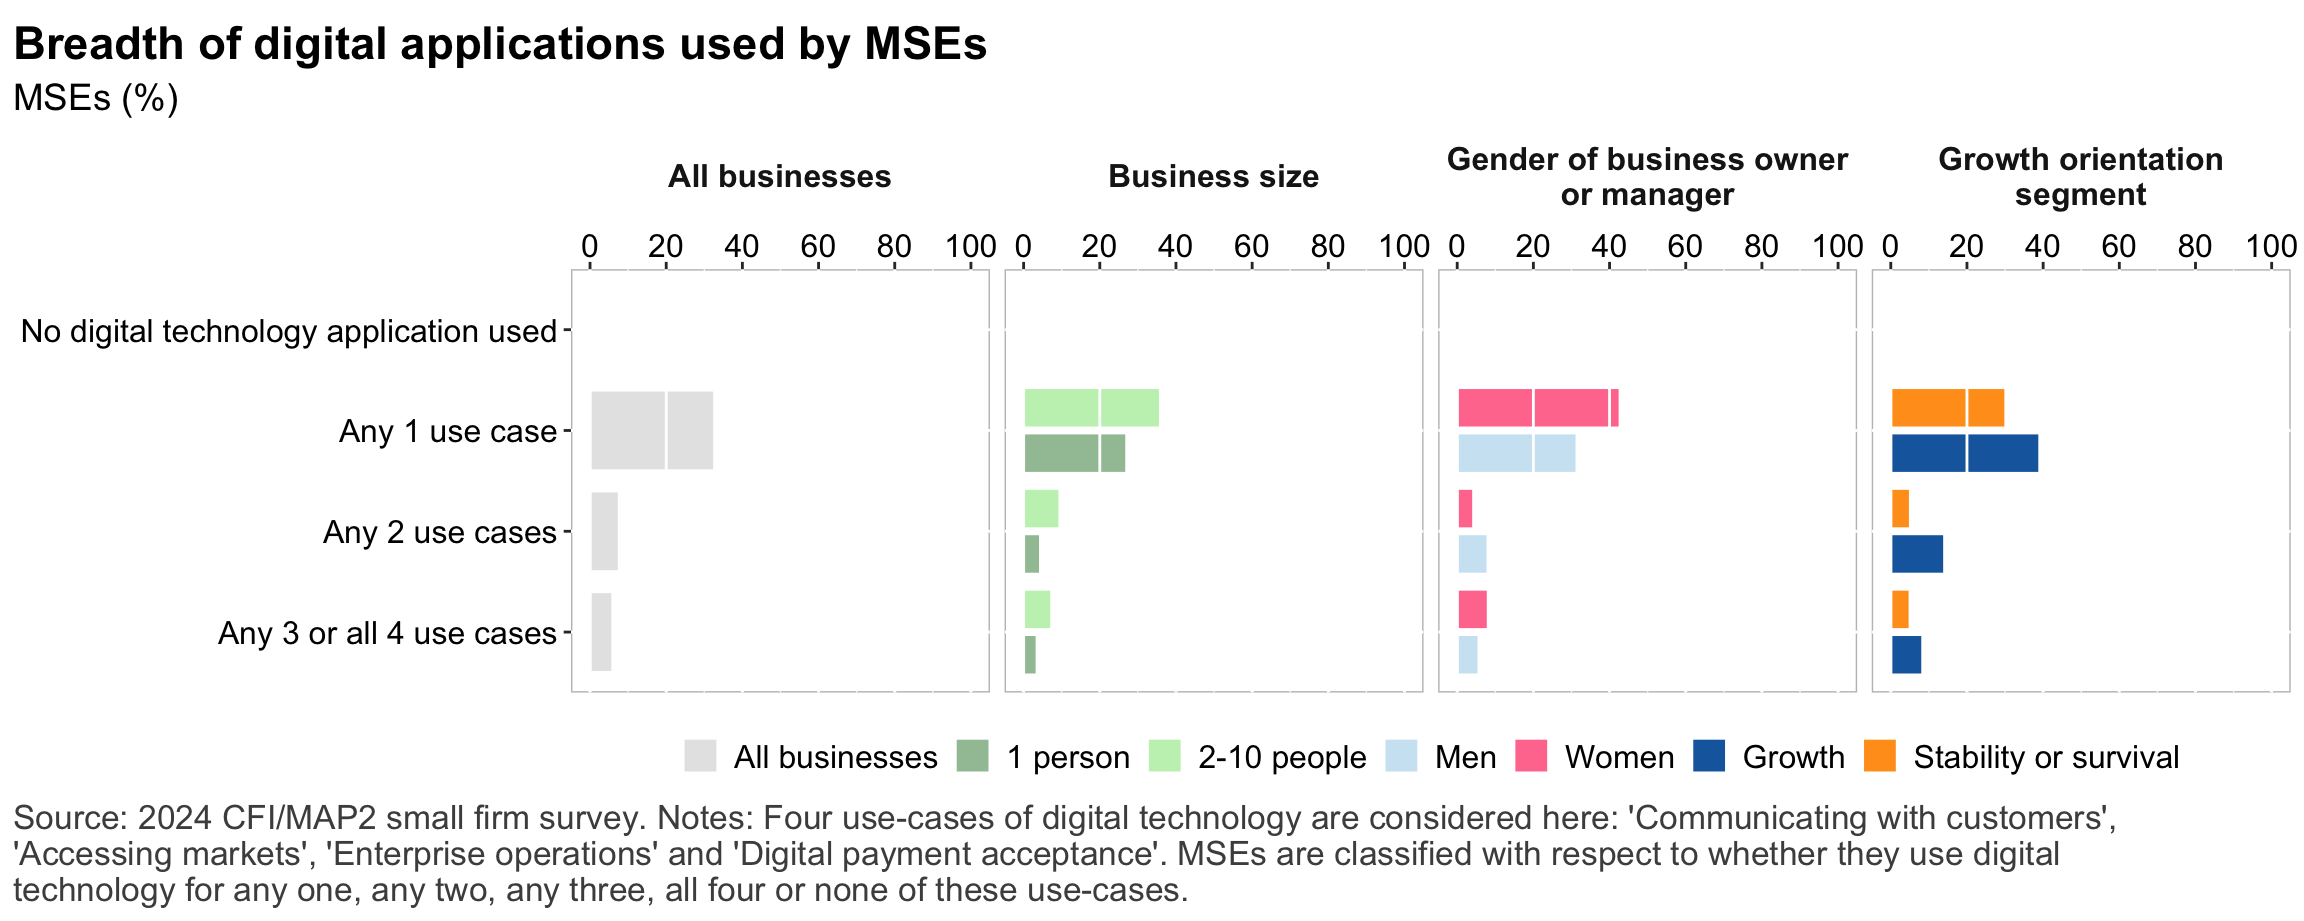 Breadth of digital applications used by MSEs
MSEs (%)
All businesses
Business size
Gender of business owner
or manager
Growth orientation
segment
0 20 40 60 80 100 0 20 40 60 80 100 0 20 40 60 80 100 0 20 40 60 80 100
No digital technology application used
Any 1 use case
Any 2 use cases
Any 3 or all 4 use cases
All businesses 1 person 2-10 people Men Women Growth Stability or survival
Source: 2024 CFI/MAP2 small firm survey. Notes: Four use-cases of digital technology are considered here: 'Communicating with customers',
'Accessing markets', 'Enterprise operations' and 'Digital payment acceptance'. MSEs are classified with respect to whether they use digital
technology for any one, any two, any three, all four or none of these use-cases.